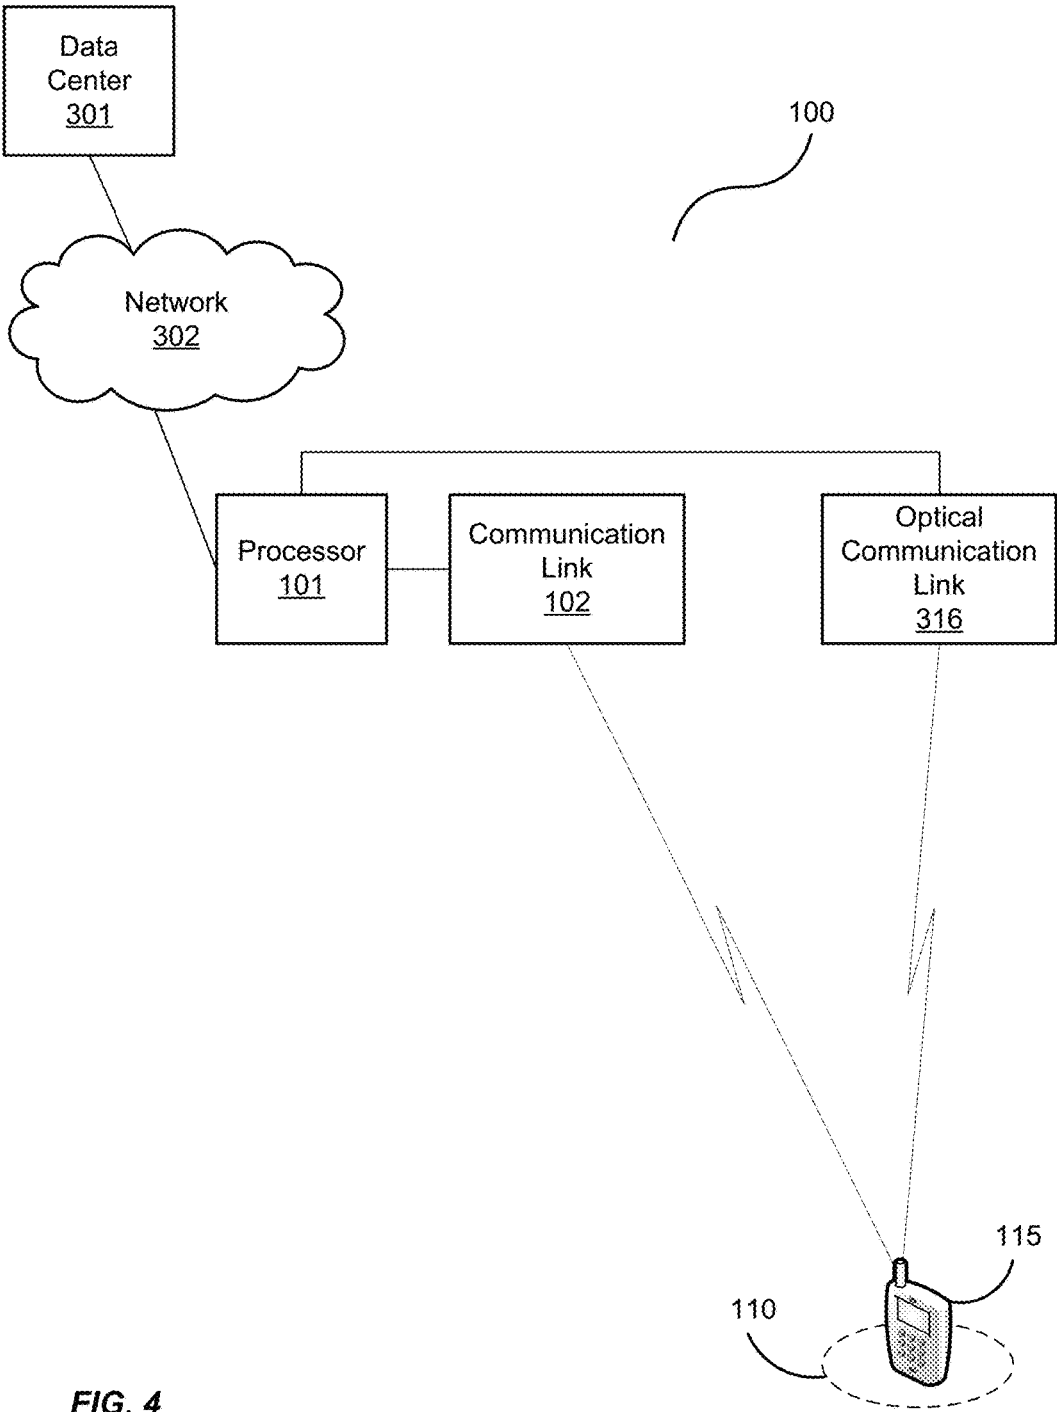 Data
Center
301
100
Network
302
Processor
101
Communication
Link
102
Optical
Communication
Link
316
115
110
FIG. 4